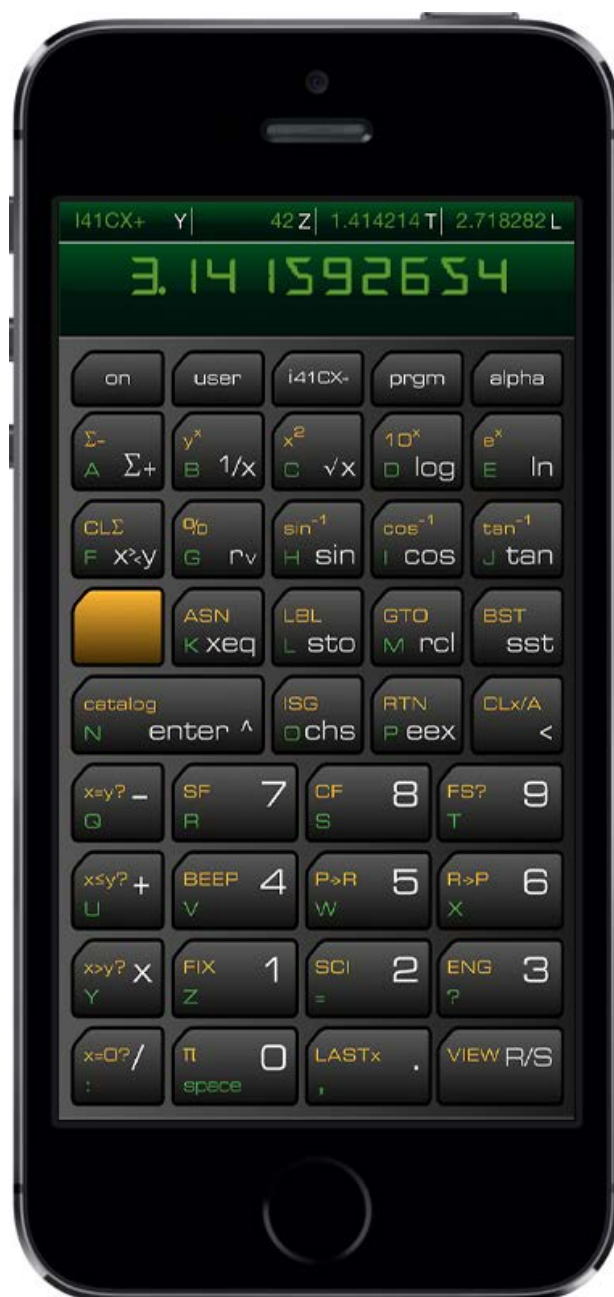 I41CX+ Y| 42 Z| 1.414214 T| 2.718282 L
3.141592654
on user i41CX- prgm alpha
Σ- yˣ x² 10ˣ eˣ
A Σ+ B 1/x C √x D log E ln
CLΣ % sin⁻¹ cos⁻¹ tan⁻¹
F x><y G r∨ H sin I cos J tan
ASN LBL GTO BST
K xeq L sto M rcl sst
catalog ISG RTN CLx/A
N enter ^ O chs P eex <
x=y? − SF 7 CF 8 FS? 9
Q R S T
x≤y? + BEEP 4 P→R 5 R→P 6
U V W X
x>y? x FIX 1 SCI 2 ENG 3
Y Z = ?
x=0? / π 0 LASTx . VIEW R/S
: space ,